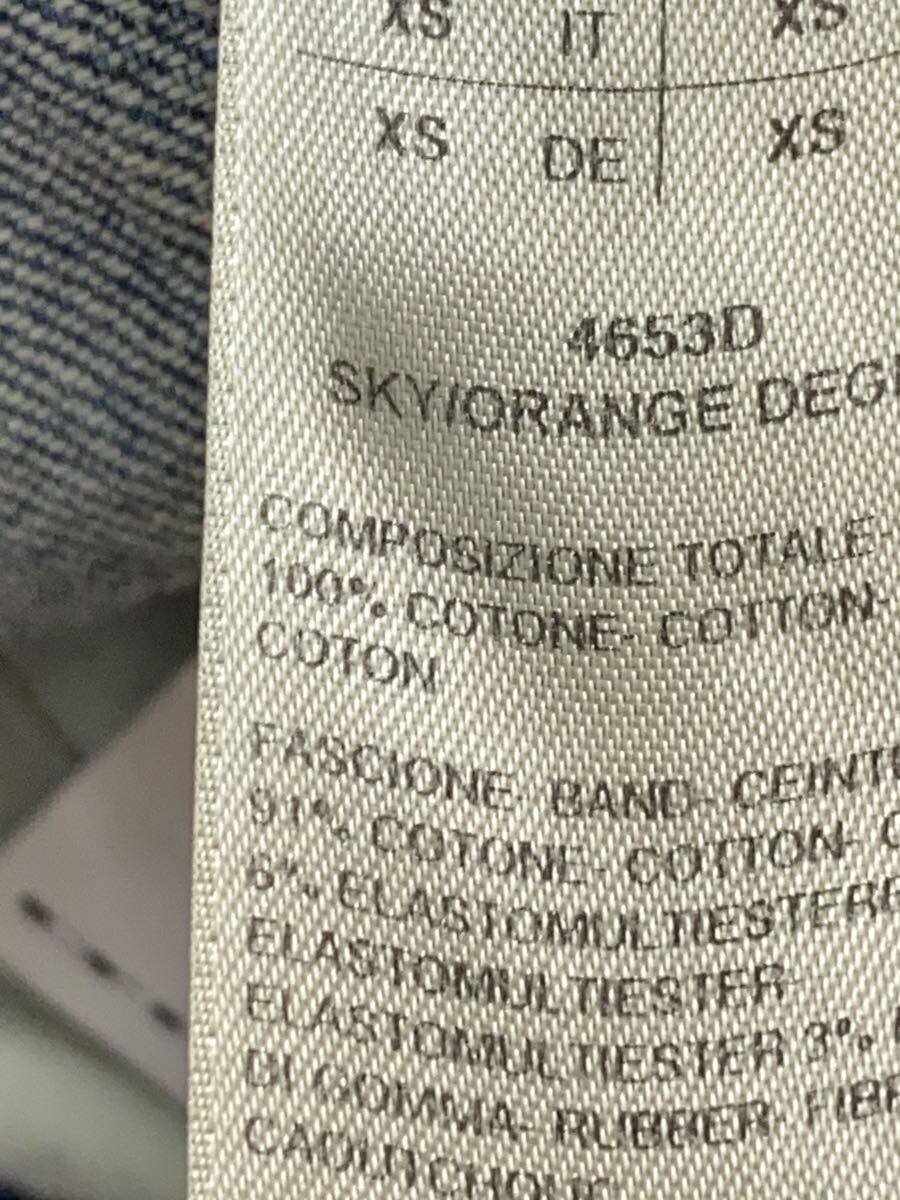 XS IT XS
XS DE XS
4653D
SKY/ORANGE DEG
COMPOSIZIONE TOTALE
100% COTONE- COTTON-
COTON
FASCIONE- BAND- CEINT
91% COTONE- COTTON- C
6% ELASTOMULTIESTERE
ELASTOMULTIESTER
ELASTOMULTIESTER 3%
DI GOMMA- RUBBER- FIB
CAOUTCHOUC